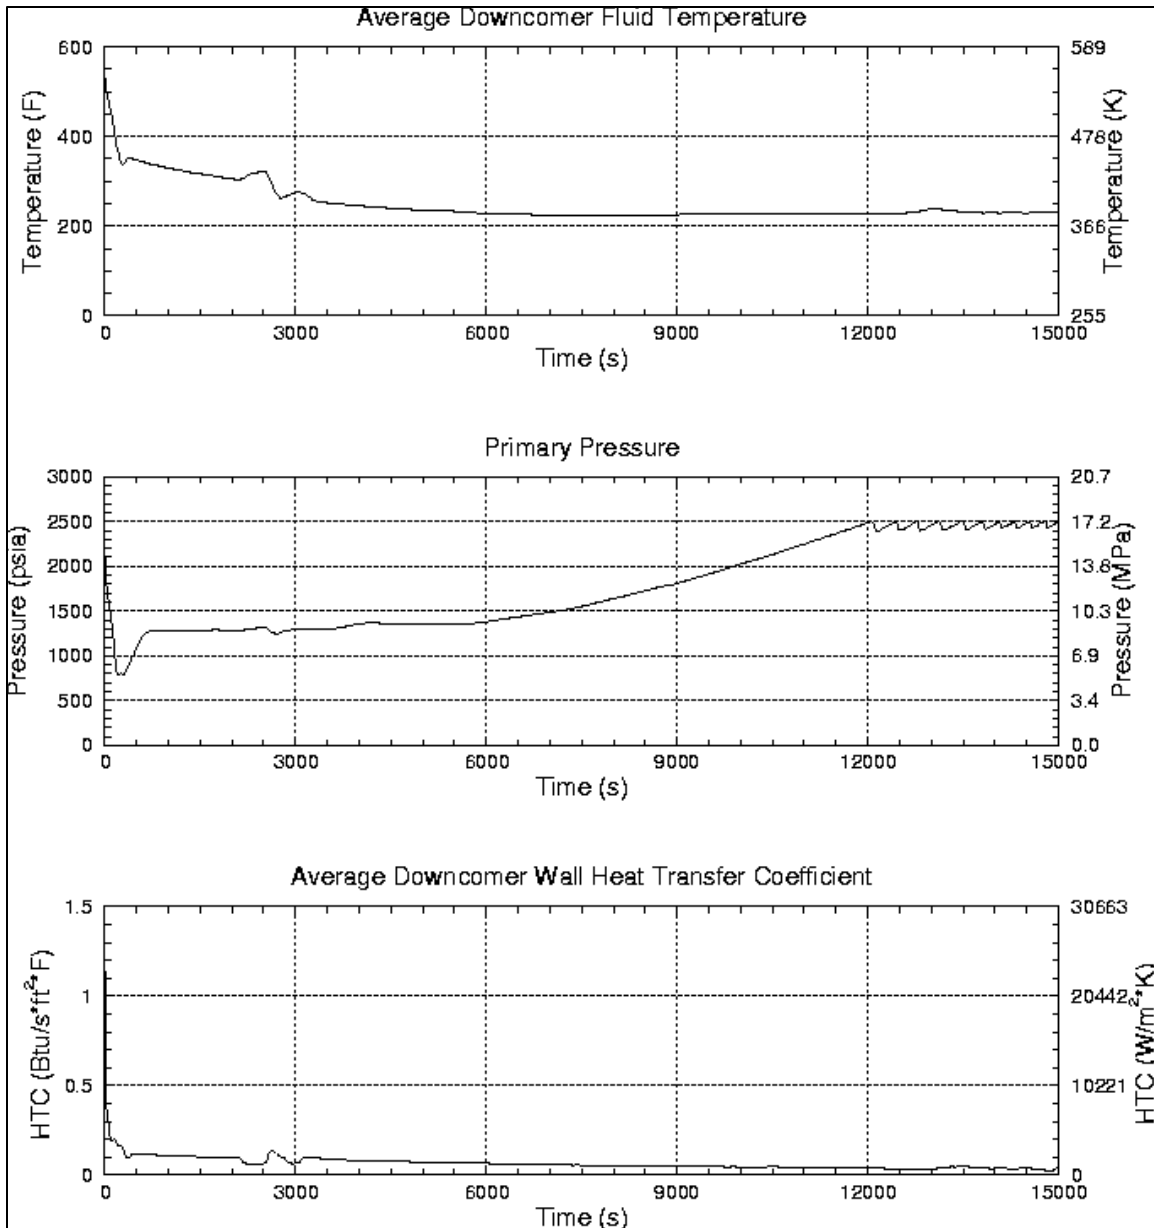 Average Downcomer Fluid Temperature
600 589
400 478
200 366
0 255
Temperature (F)
Temperature (K)
0 3000 6000 9000 12000 15000
Time (s)
Primary Pressure
3000 20.7
2500 17.2
2000 13.8
1500 10.3
1000 6.9
500 3.4
0 0.0
Pressure (psia)
Pressure (MPa)
0 3000 6000 9000 12000 15000
Time (s)
Average Downcomer Wall Heat Transfer Coefficient
1.5 30663
1 20442
0.5 10221
0 0
HTC (Btu/s*ft²*F)
HTC (W/m²*K)
0 3000 6000 9000 12000 15000
Time (s)